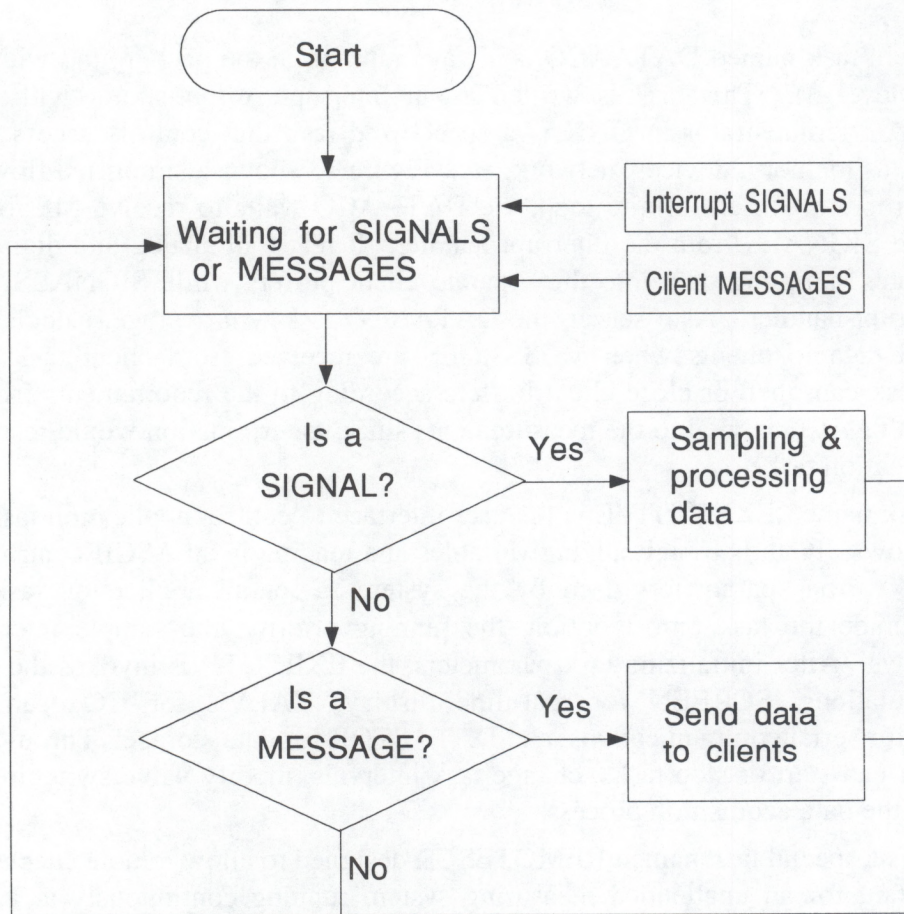 Start
Waiting for SIGNALS
or MESSAGES
Interrupt SIGNALS
Client MESSAGES
Is a
SIGNAL?
Yes
Sampling &
processing
data
No
Is a
MESSAGE?
Yes
Send data
to clients
No